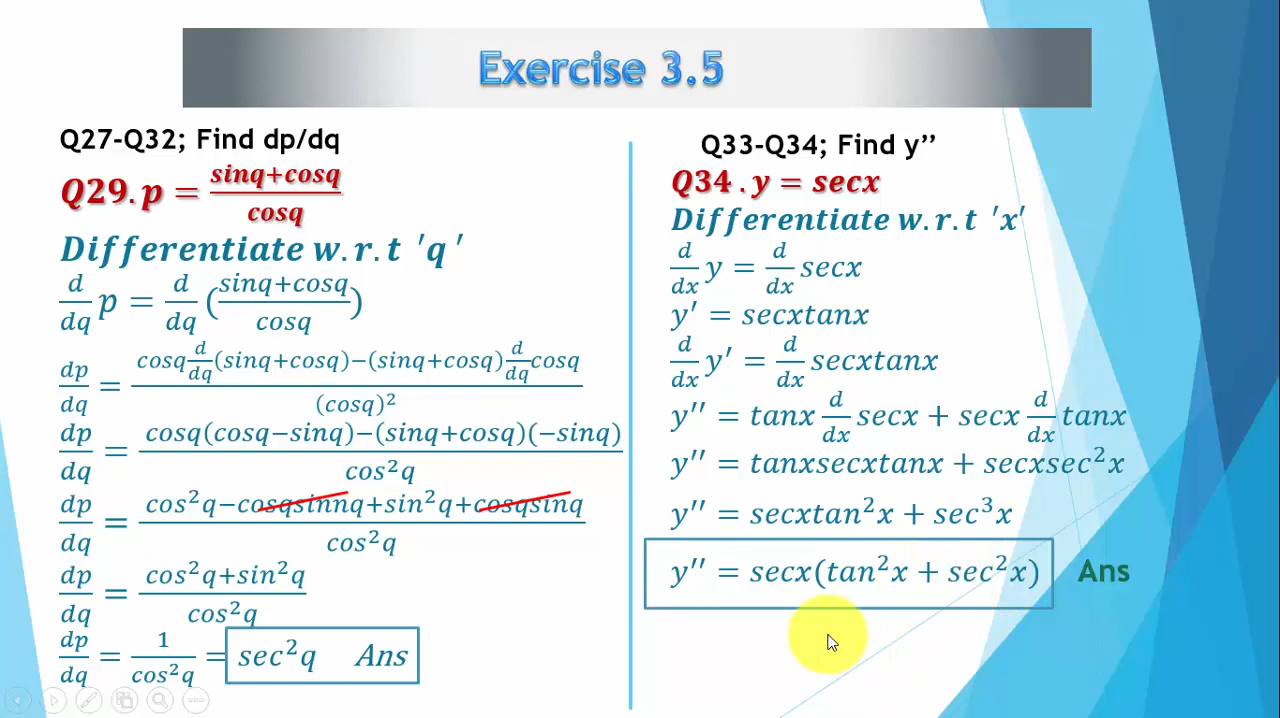 Exercise 3.5
Q27-Q32; Find dp/dq
Q29. p = (sinq+cosq)/cosq
Differentiate w.r.t 'q'
d/dq p = d/dq ((sinq+cosq)/cosq)
dp/dq = (cosq d/dq (sinq+cosq)−(sinq+cosq) d/dq cosq)/(cosq)²
dp/dq = (cosq(cosq−sinq)−(sinq+cosq)(−sinq))/cos²q
dp/dq = (cos²q−cosqsinnq+sin²q+cosqsinq)/cos²q
dp/dq = (cos²q+sin²q)/cos²q
dp/dq = 1/cos²q = sec²q Ans
Q33-Q34; Find y’’
Q34 . y = secx
Differentiate w.r.t 'x'
d/dx y = d/dx secx
y′ = secxtanx
d/dx y′ = d/dx secxtanx
y′′ = tanx d/dx secx + secx d/dx tanx
y′′ = tanxsecxtanx + secxsec²x
y′′ = secxtan²x + sec³x
y′′ = secx(tan²x + sec²x) Ans